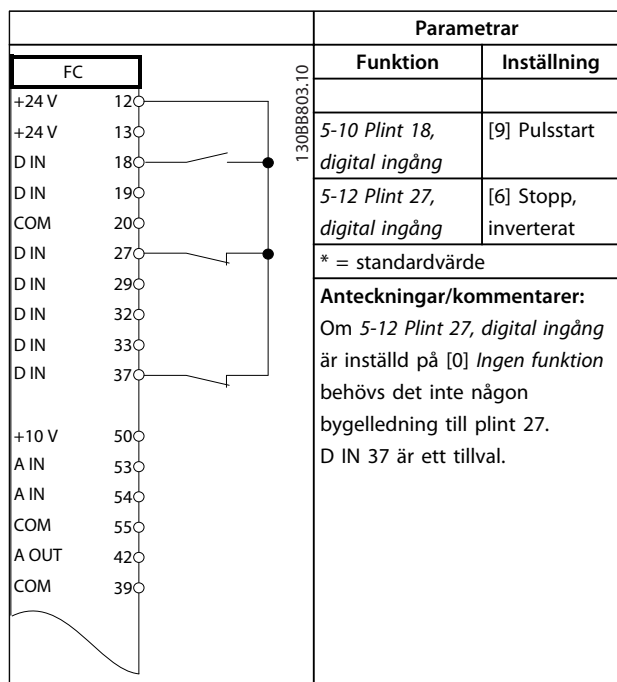 Parametrar
Funktion Inställning
5-10 Plint 18, [9] Pulsstart
digital ingång
5-12 Plint 27, [6] Stopp,
digital ingång inverterat
* = standardvärde
Anteckningar/kommentarer:
Om 5-12 Plint 27, digital ingång
är inställd på [0] Ingen funktion
behövs det inte någon
bygelledning till plint 27.
D IN 37 är ett tillval.
FC
+24 V 12
+24 V 13
D IN 18
D IN 19
COM 20
D IN 27
D IN 29
D IN 32
D IN 33
D IN 37
+10 V 50
A IN 53
A IN 54
COM 55
A OUT 42
COM 39
130BB803.10